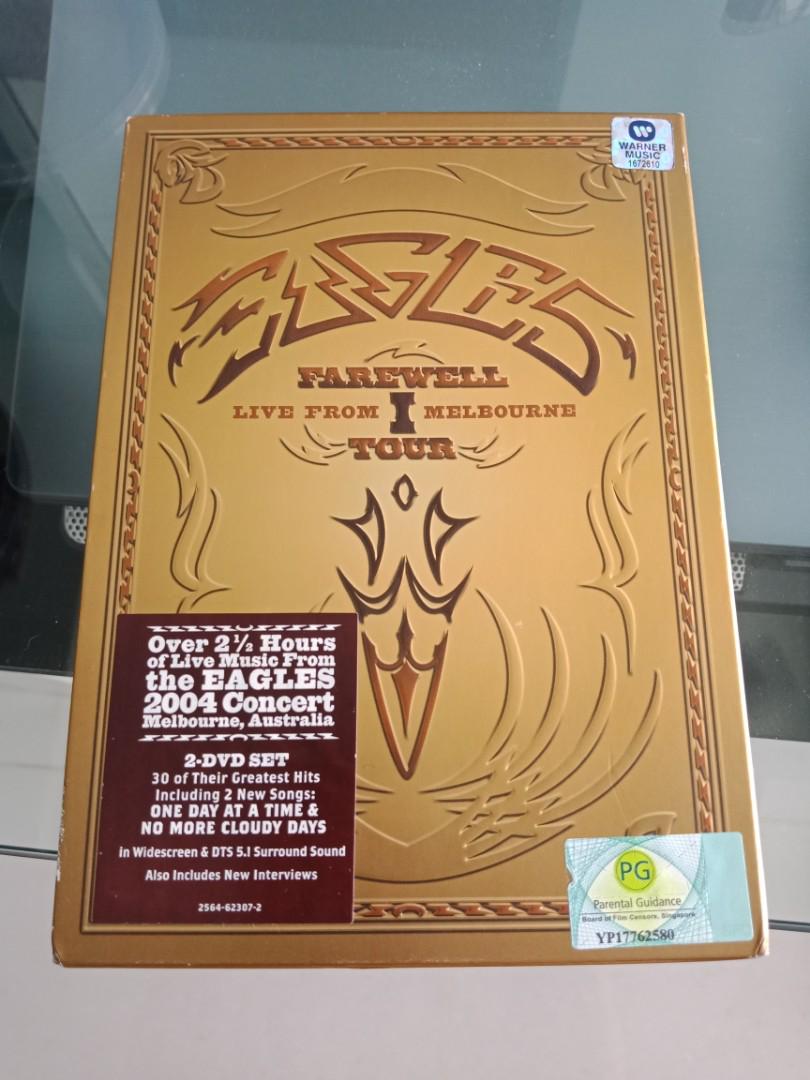 WARNER
MUSIC
1672610
EAGLES
FAREWELL
LIVE FROM I MELBOURNE
TOUR
Over 2½ Hours
of Live Music From
the EAGLES
2004 Concert
Melbourne, Australia
2-DVD SET
30 of Their Greatest Hits
Including 2 New Songs:
ONE DAY AT A TIME &
NO MORE CLOUDY DAYS
in Widescreen & DTS 5.1 Surround Sound
Also Includes New Interviews
2564-62307-2
PG
Parental Guidance
Board of Film Censors, Singapore
YP17762580